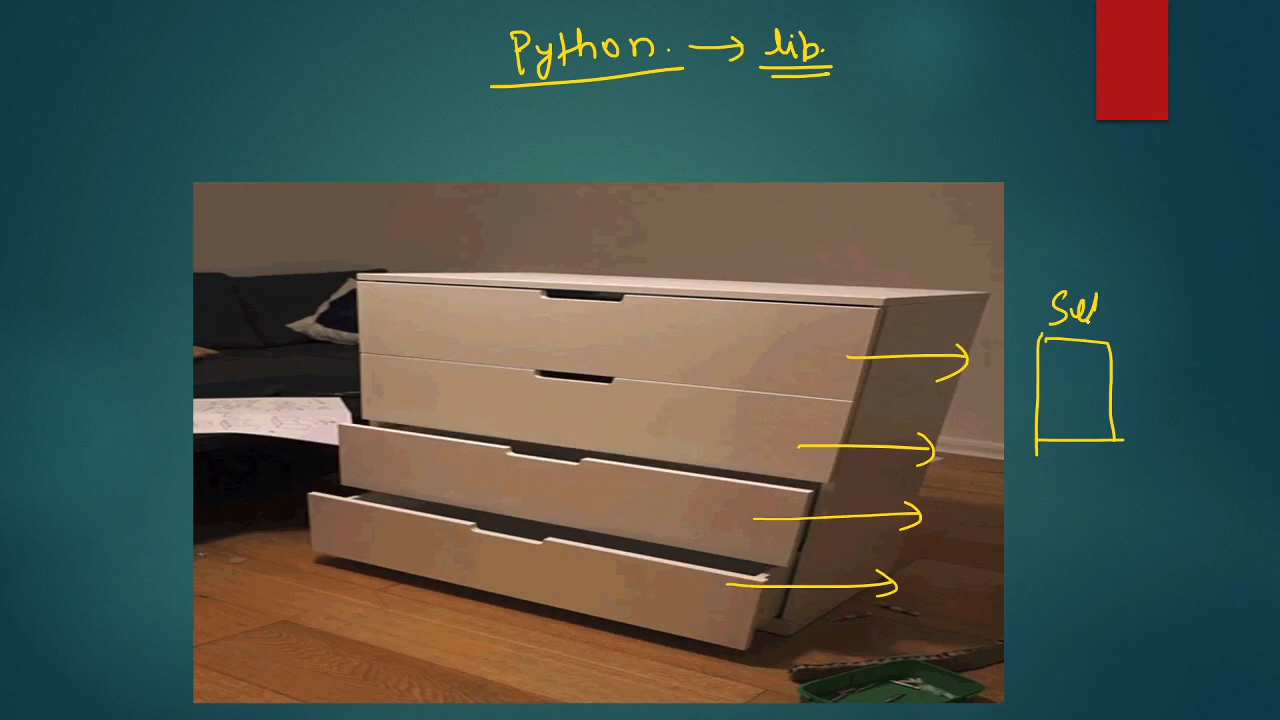 Python. → lib.